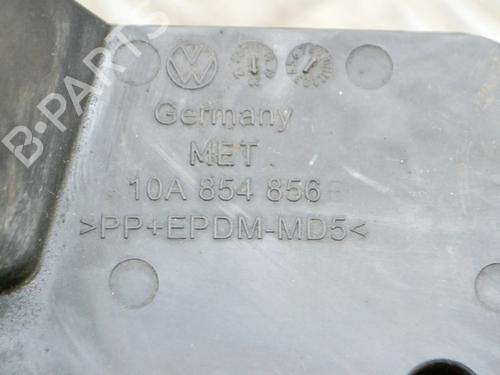 B-PARTS
Germany
MET
10A 854 856
>PP+EPDM-MD5<